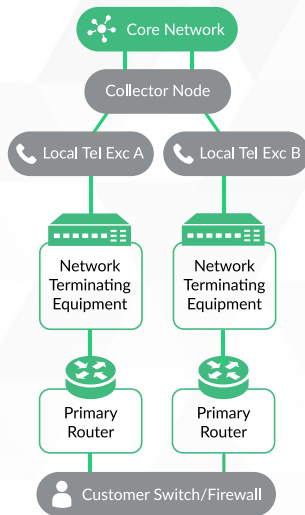 Core Network
Collector Node
Local Tel Exc A
Local Tel Exc B
Network
Terminating
Equipment
Network
Terminating
Equipment
Primary
Router
Primary
Router
Customer Switch/Firewall